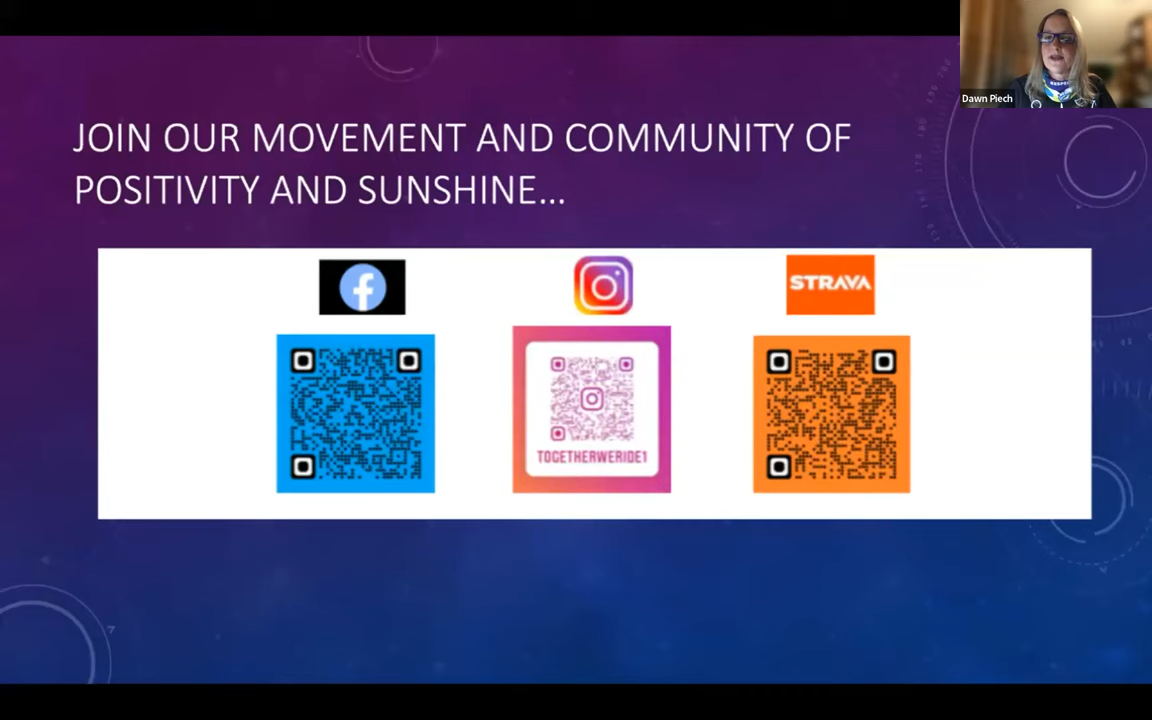 Dawn Piech
JOIN OUR MOVEMENT AND COMMUNITY OF
POSITIVITY AND SUNSHINE...
STRAVA
TOGETHERWERIDE1